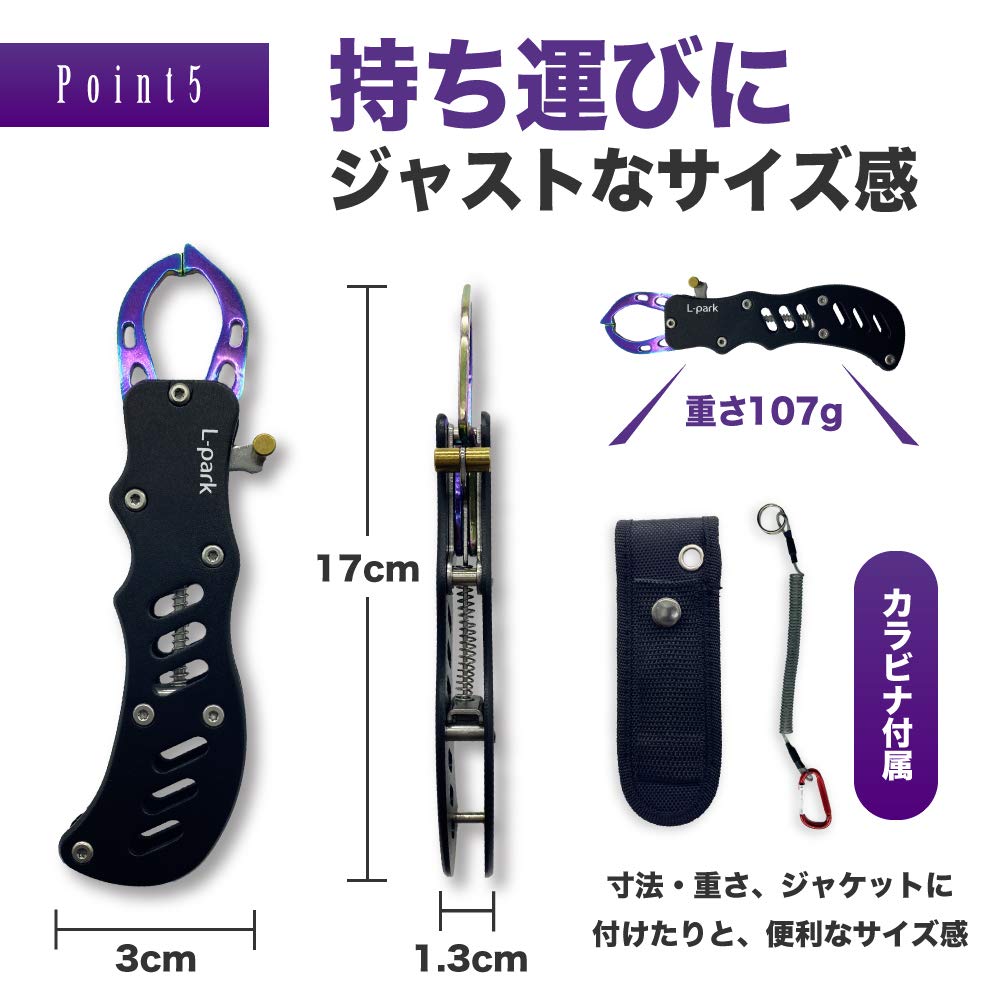 Point5
持ち運びに
ジャストなサイズ感
L-park
17cm
3cm
1.3cm
L-park
重さ107g
カラビナ付属
寸法・重さ、ジャケットに
付けたりと、便利なサイズ感